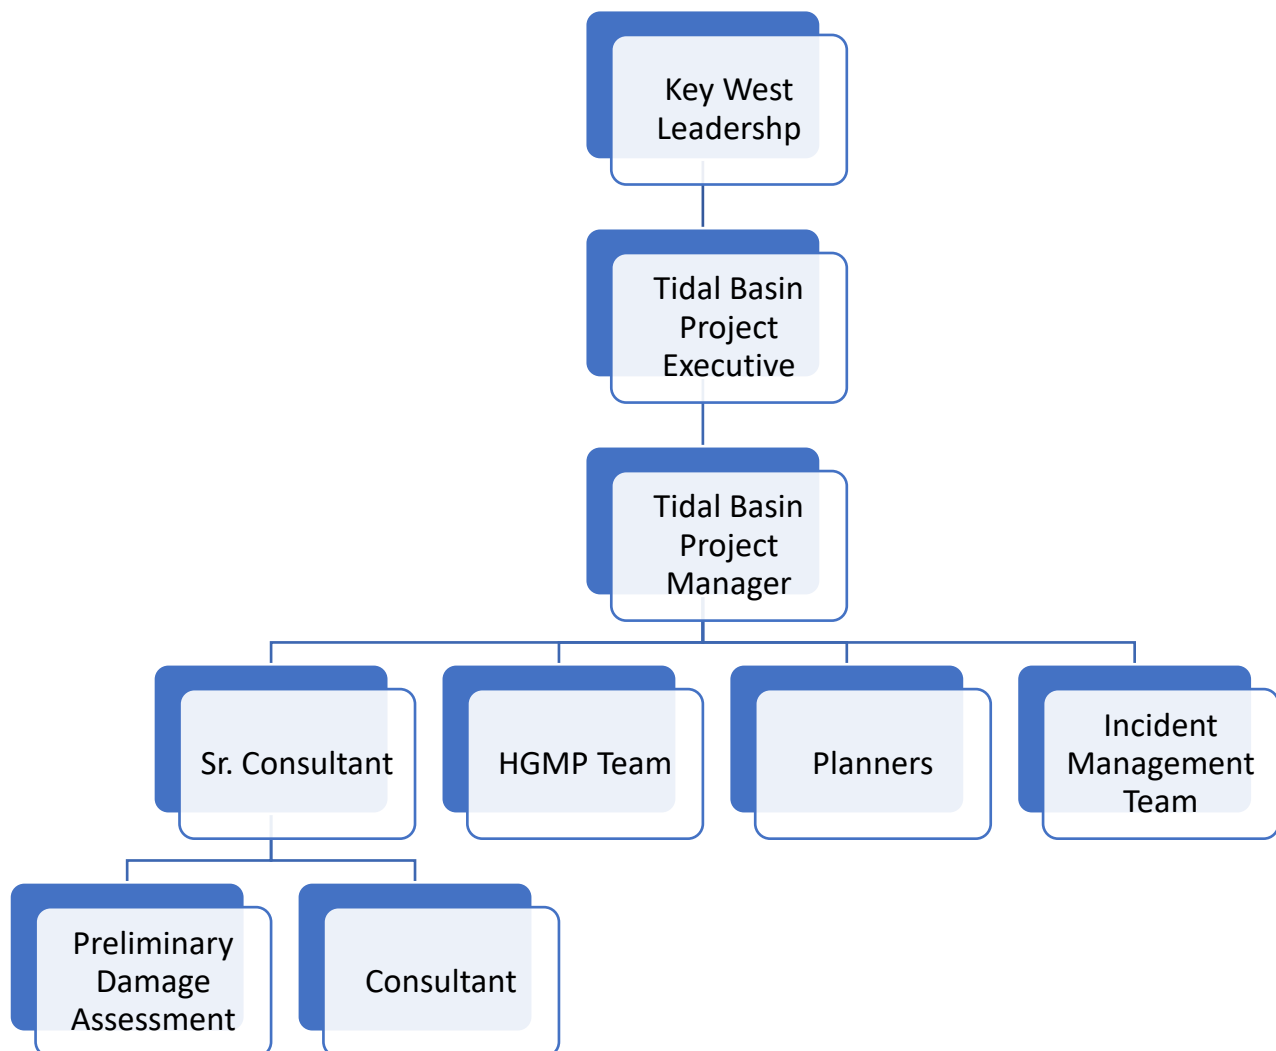 Key West
Leadershp
Tidal Basin
Project
Executive
Tidal Basin
Project
Manager
Sr. Consultant
HGMP Team
Planners
Incident
Management
Team
Preliminary
Damage
Assessment
Consultant